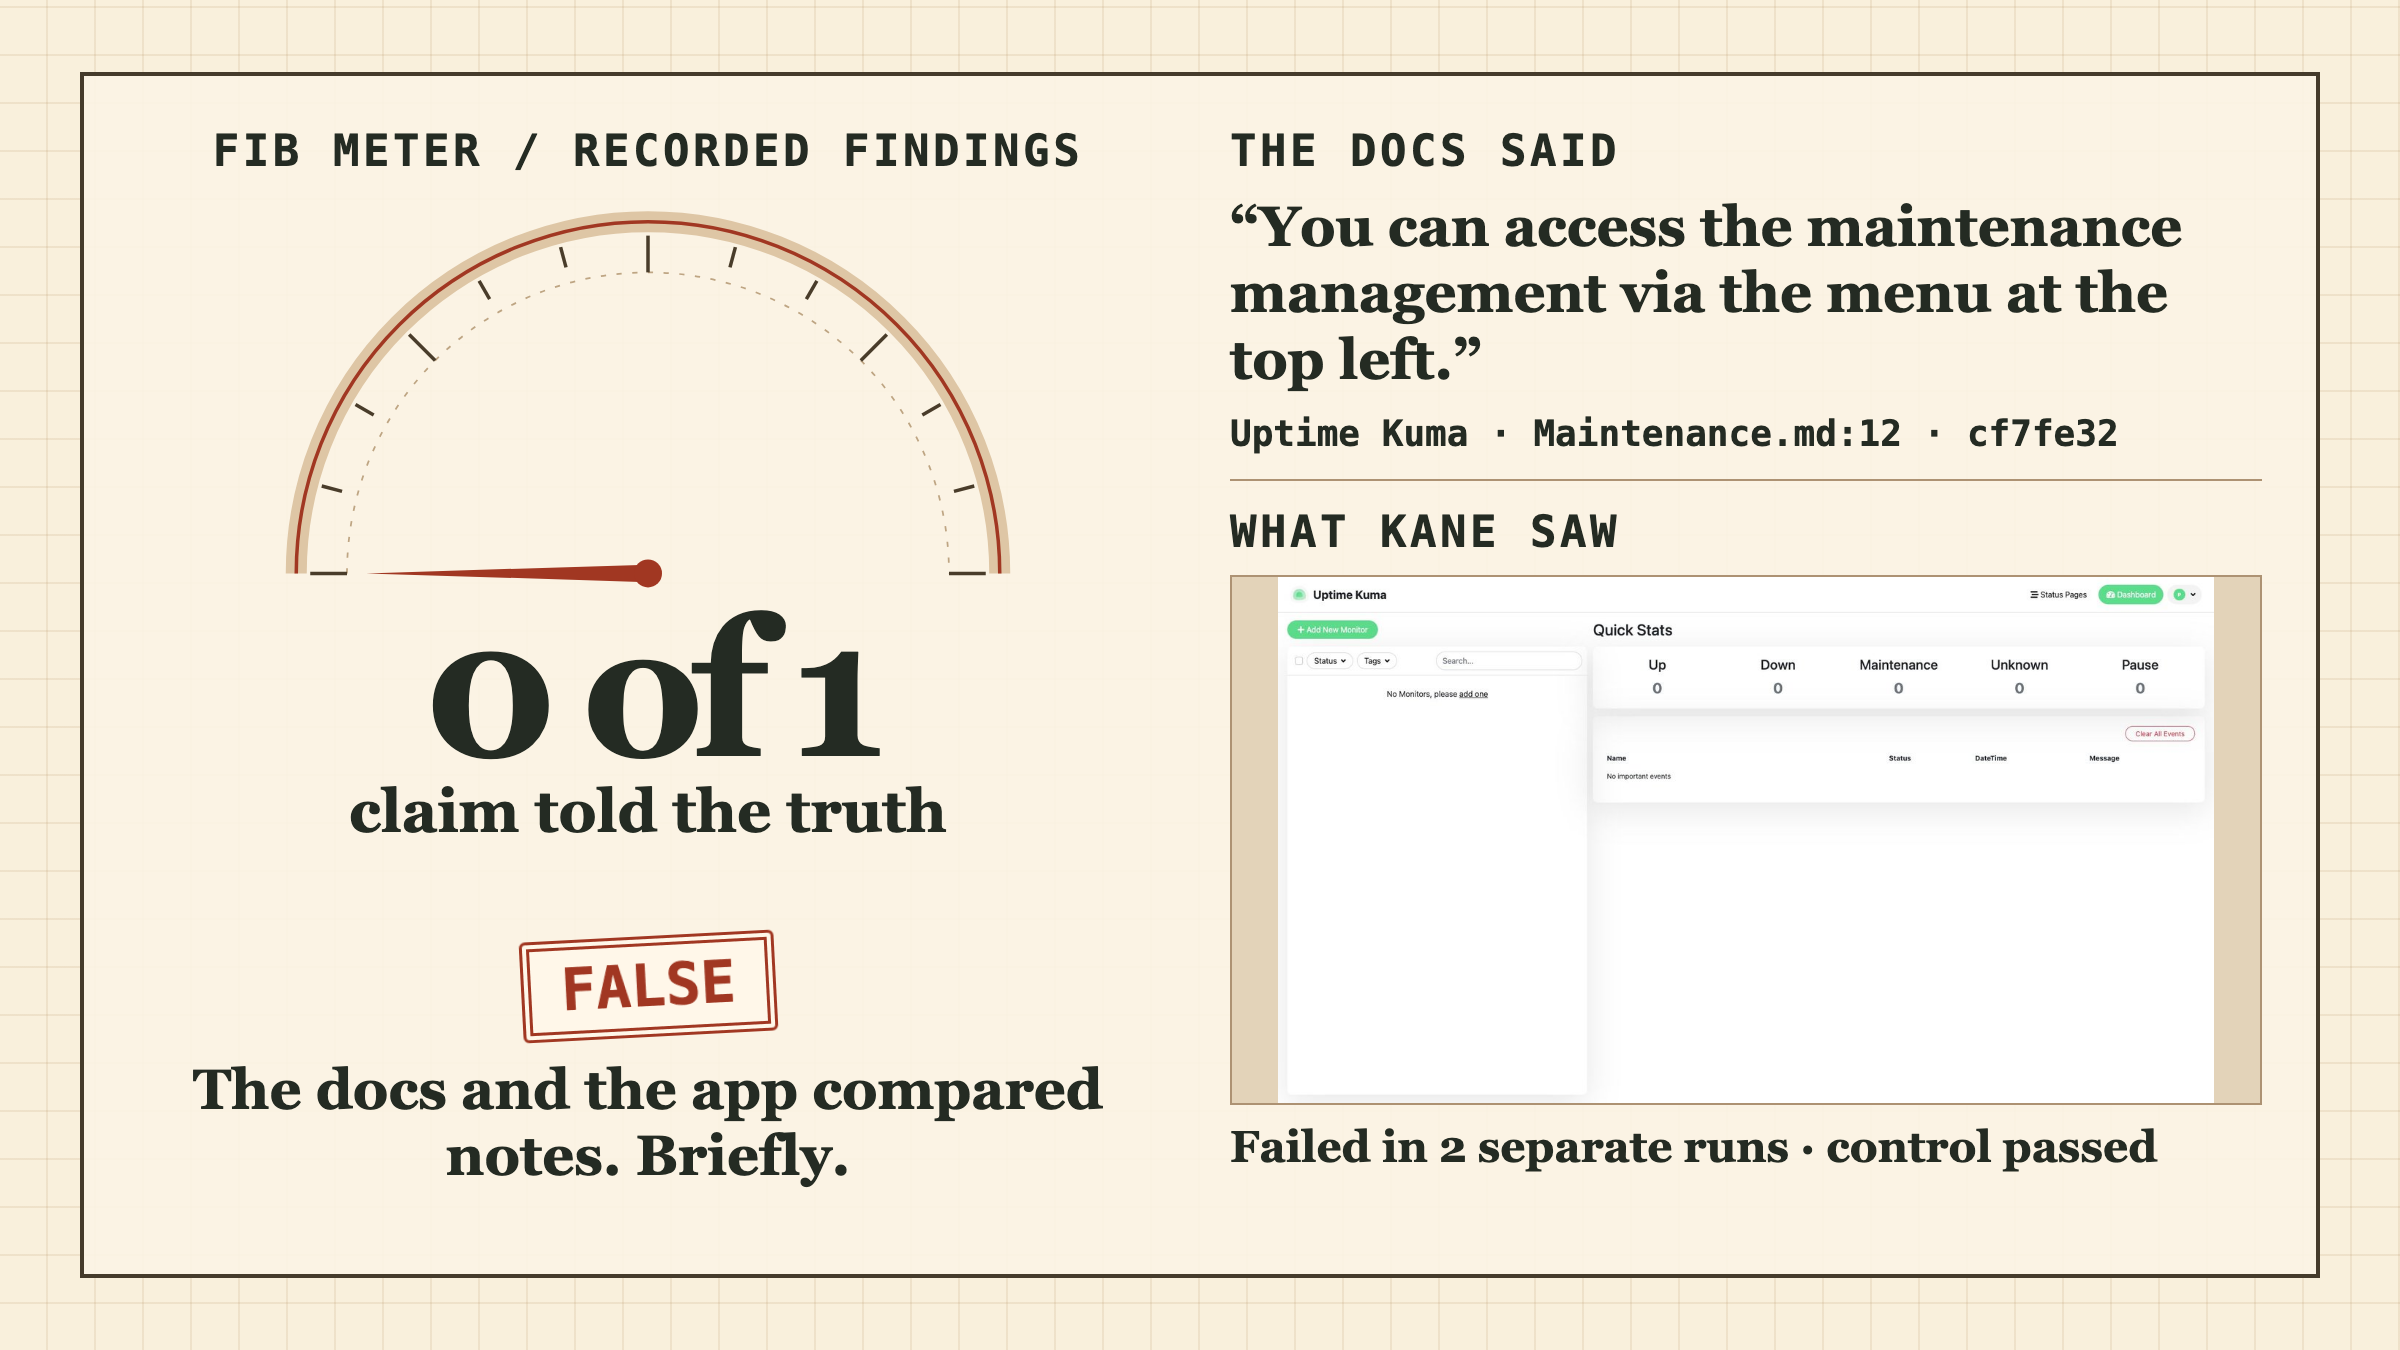 FIB METER / RECORDED FINDINGS
0 of 1
claim told the truth
FALSE
The docs and the app compared
notes. Briefly.
THE DOCS SAID
“You can access the maintenance
management via the menu at the
top left.”
Uptime Kuma · Maintenance.md:12 · cf7fe32
WHAT KANE SAW
Uptime Kuma
Status Pages
Dashboard
+ Add New Monitor
Status
Tags
Search...
No Monitors, please add one
Quick Stats
Up Down Maintenance Unknown Pause
0 0 0 0 0
Clear All Events
Name Status DateTime Message
No important events
Failed in 2 separate runs · control passed